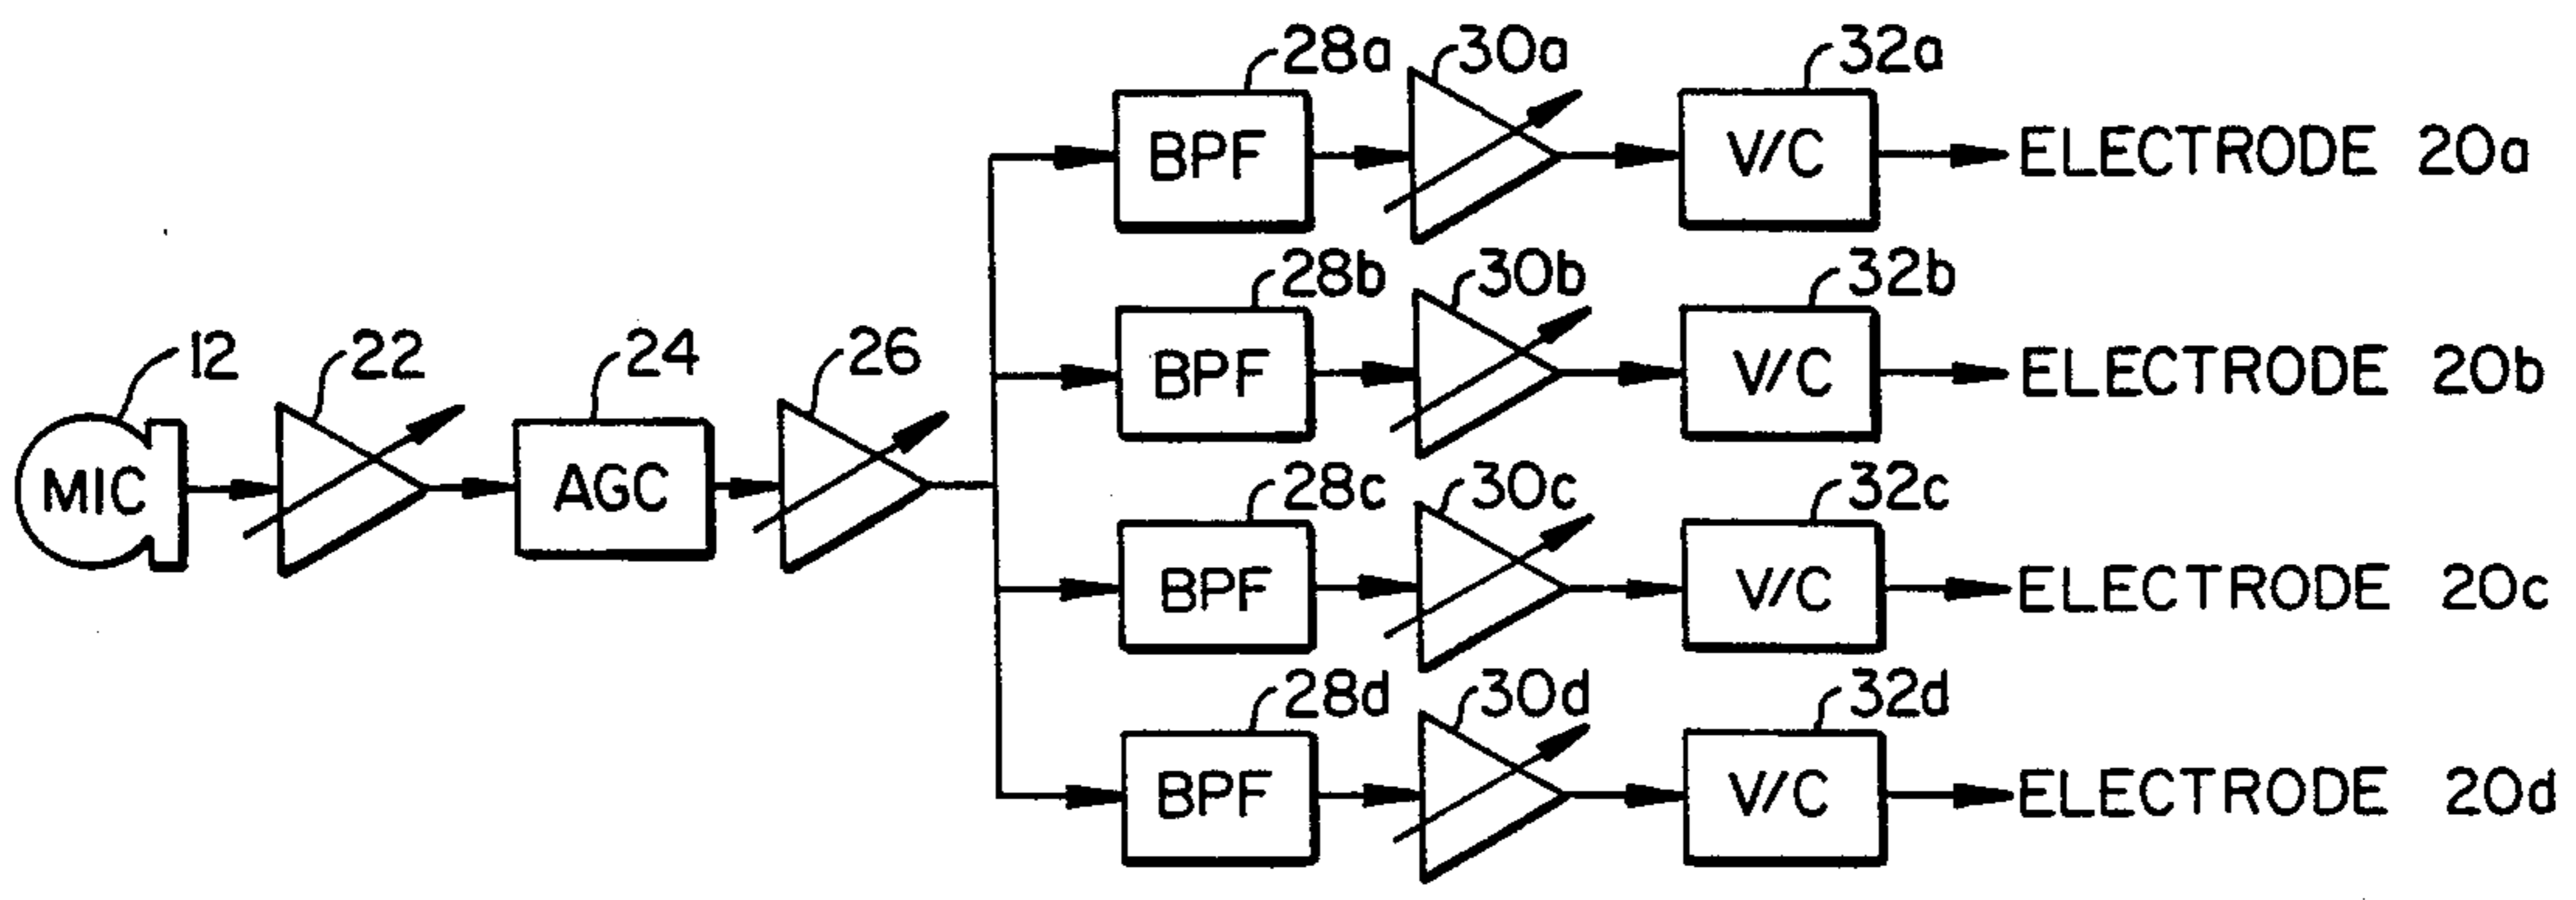 28a 30a 32a
BPF V/C ELECTRODE 20a
28b 30b 32b
BPF V/C ELECTRODE 20b
12 22 24 26
MIC AGC
28c 30c 32c
BPF V/C ELECTRODE 20c
28d 30d 32d
BPF V/C ELECTRODE 20d